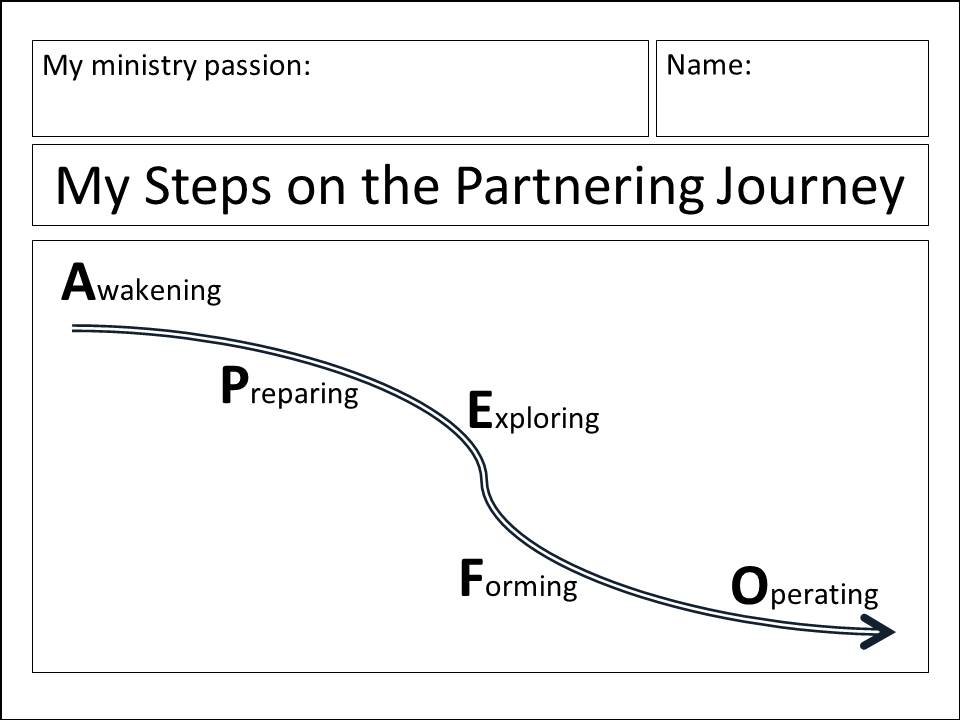 My ministry passion:
Name:
My Steps on the Partnering Journey
Awakening
Preparing
Exploring
Forming
Operating